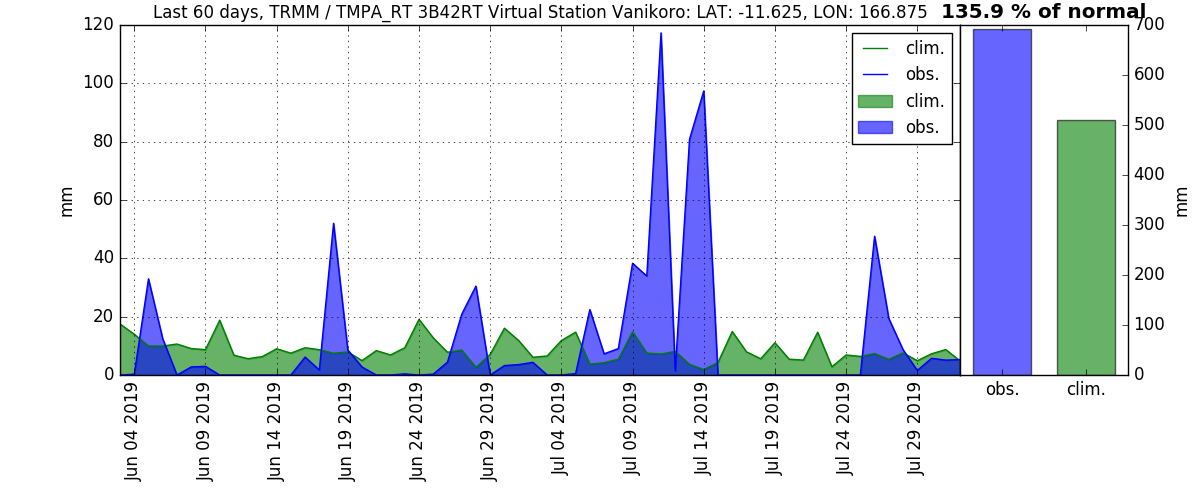 Last 60 days, TRMM / TMPA_RT 3B42RT Virtual Station Vanikoro: LAT: -11.625, LON: 166.875
135.9 % of normal
120
100
80
60
40
20
0
mm
clim.
obs.
clim.
obs.
Jun 04 2019
Jun 09 2019
Jun 14 2019
Jun 19 2019
Jun 24 2019
Jun 29 2019
Jul 04 2019
Jul 09 2019
Jul 14 2019
Jul 19 2019
Jul 24 2019
Jul 29 2019
700
600
500
400
300
200
100
0
mm
obs.
clim.